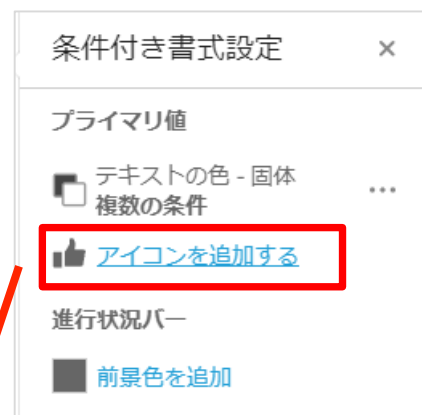 条件付き書式設定 ×
プライマリ値
テキストの色 - 固体 ...
複数の条件
アイコンを追加する
進行状況バー
前景色を追加